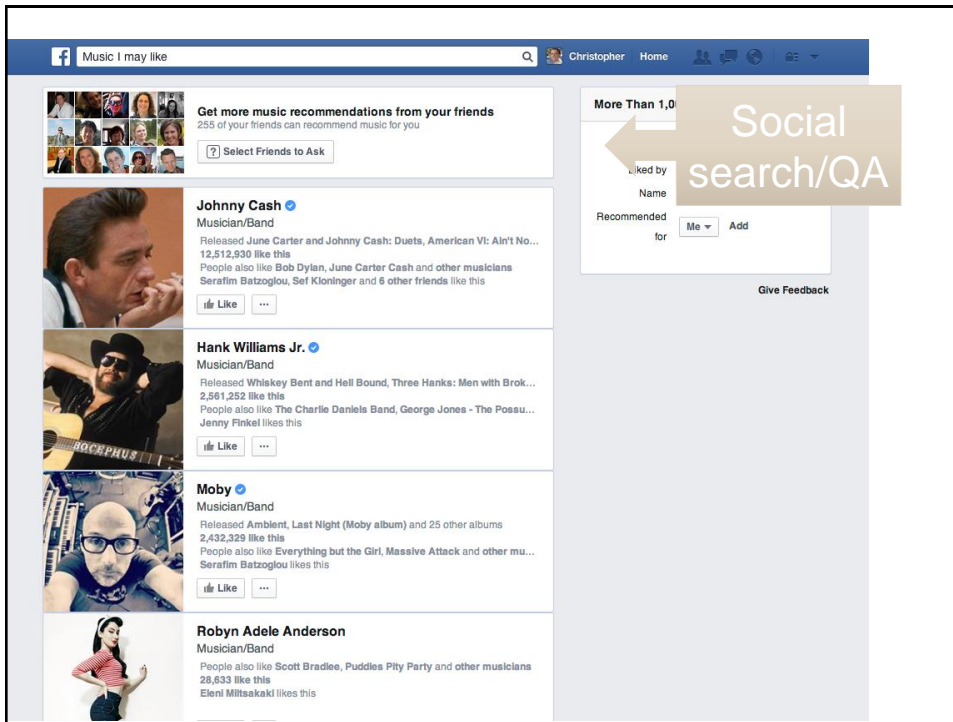 Music I may like
Christopher Home
Get more music recommendations from your friends
255 of your friends can recommend music for you
? Select Friends to Ask
Johnny Cash
Musician/Band
Released June Carter and Johnny Cash: Duets, American VI: Ain't No...
12,512,930 like this
People also like Bob Dylan, June Carter Cash and other musicians
Serafim Batzoglou, Sef Kloninger and 6 other friends like this
Like ...
Hank Williams Jr.
Musician/Band
Released Whiskey Bent and Hell Bound, Three Hanks: Men with Brok...
2,561,252 like this
People also like The Charlie Daniels Band, George Jones - The Possu...
Jenny Finkel likes this
Like ...
BOCEPHUS
Moby
Musician/Band
Released Ambient, Last Night (Moby album) and 25 other albums
2,432,329 like this
People also like Everything but the Girl, Massive Attack and other mu...
Serafim Batzoglou likes this
Like ...
Robyn Adele Anderson
Musician/Band
People also like Scott Bradlee, Puddles Pity Party and other musicians
28,633 like this
Eleni Miltsakaki likes this
More Than
Social
search/QA
Liked by
Name
Recommended
for
Me Add
Give Feedback